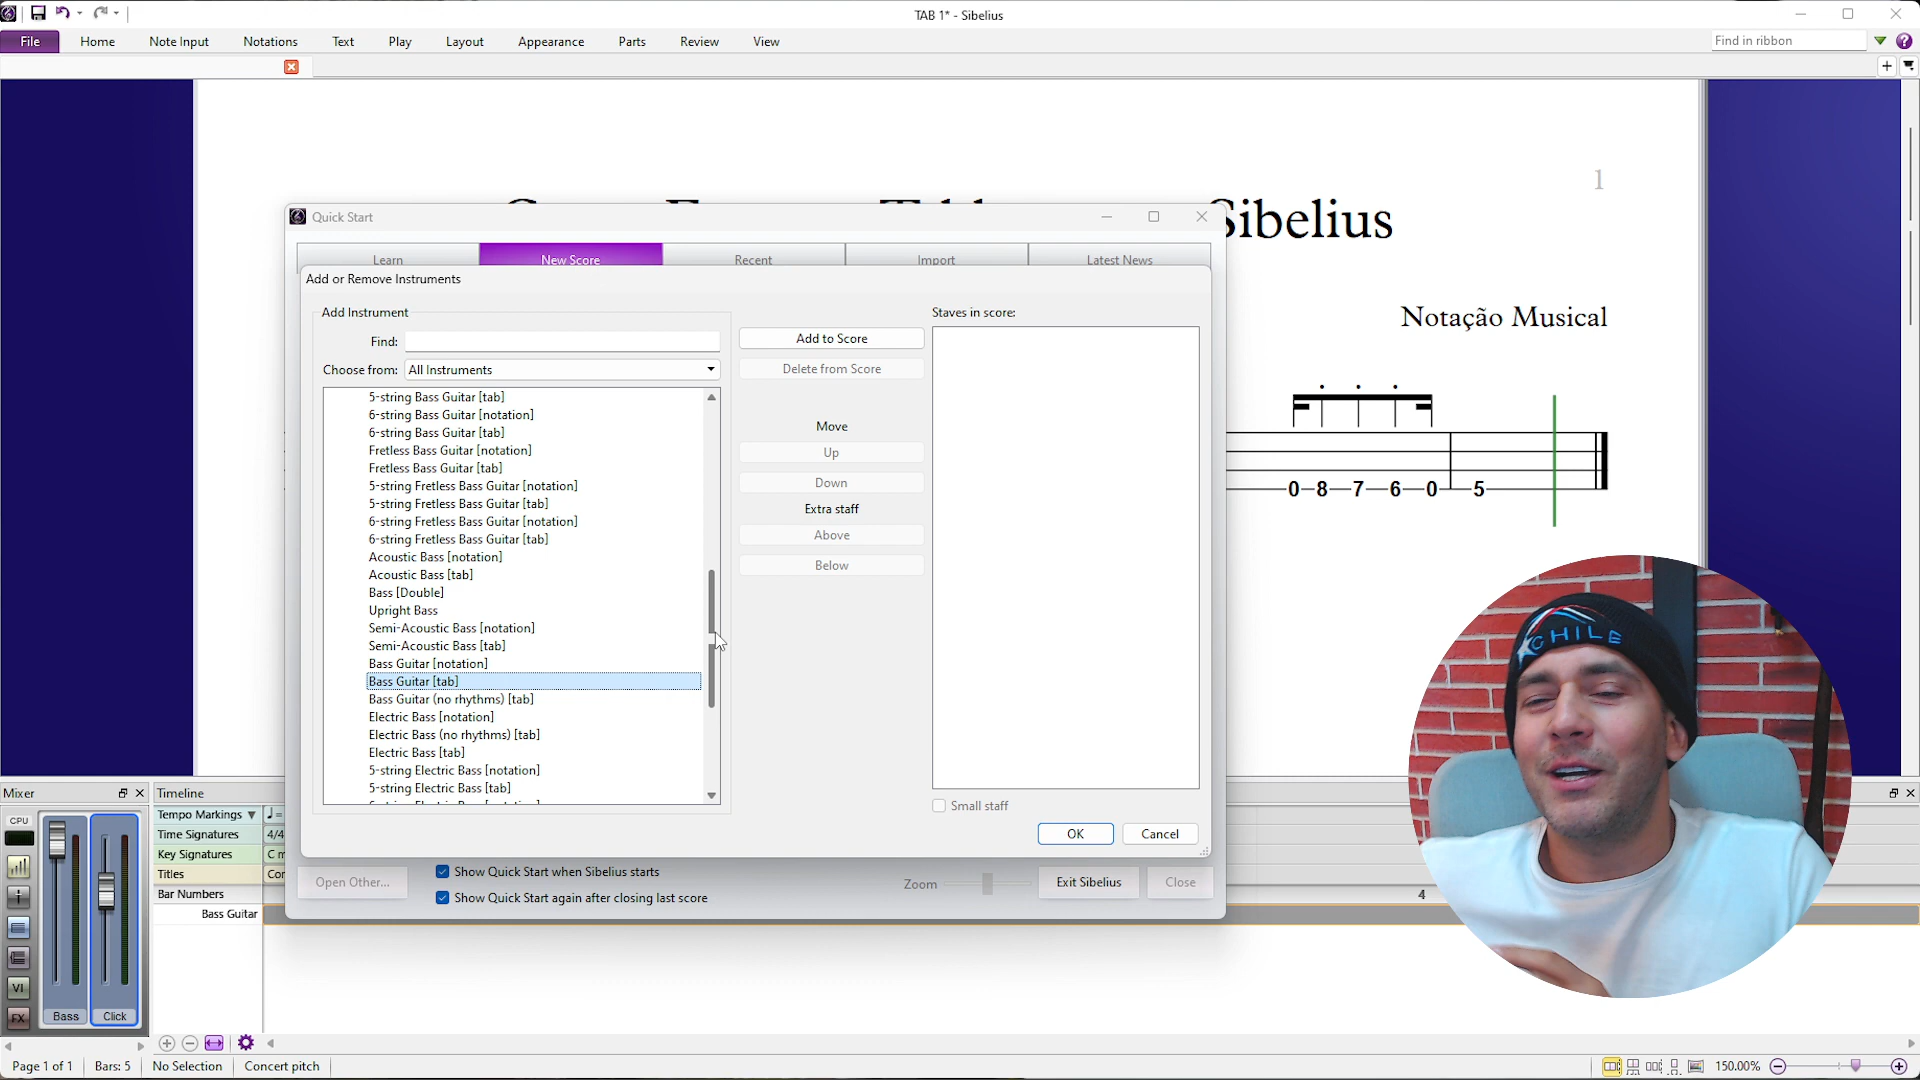 TAB 1* - Sibelius
File Home Note Input Notations Text Play Layout Appearance Parts Review View
Find in ribbon
1
Sibelius
Notação Musical
0 8 7 6 0 5
Quick Start
Learn New Score Recent Import Latest News
Add or Remove Instruments
Add Instrument
Find:
Choose from: All Instruments
5-string Bass Guitar [tab]
6-string Bass Guitar [notation]
6-string Bass Guitar [tab]
Fretless Bass Guitar [notation]
Fretless Bass Guitar [tab]
5-string Fretless Bass Guitar [notation]
5-string Fretless Bass Guitar [tab]
6-string Fretless Bass Guitar [notation]
6-string Fretless Bass Guitar [tab]
Acoustic Bass [notation]
Acoustic Bass [tab]
Bass [Double]
Upright Bass
Semi-Acoustic Bass [notation]
Semi-Acoustic Bass [tab]
Bass Guitar [notation]
Bass Guitar [tab]
Bass Guitar (no rhythms) [tab]
Electric Bass [notation]
Electric Bass (no rhythms) [tab]
Electric Bass [tab]
5-string Electric Bass [notation]
5-string Electric Bass [tab]
Add to Score
Delete from Score
Move
Up
Down
Extra staff
Above
Below
Staves in score:
Small staff
OK Cancel
Open Other...
Show Quick Start when Sibelius starts
Show Quick Start again after closing last score
Zoom
Exit Sibelius Close
CHILE
Mixer
CPU
VI
FX
Bass Click
Timeline
Tempo Markings
Time Signatures 4/4
Key Signatures C m
Titles Cor
Bar Numbers 4
Bass Guitar
Page 1 of 1 Bars: 5 No Selection Concert pitch 150.00%